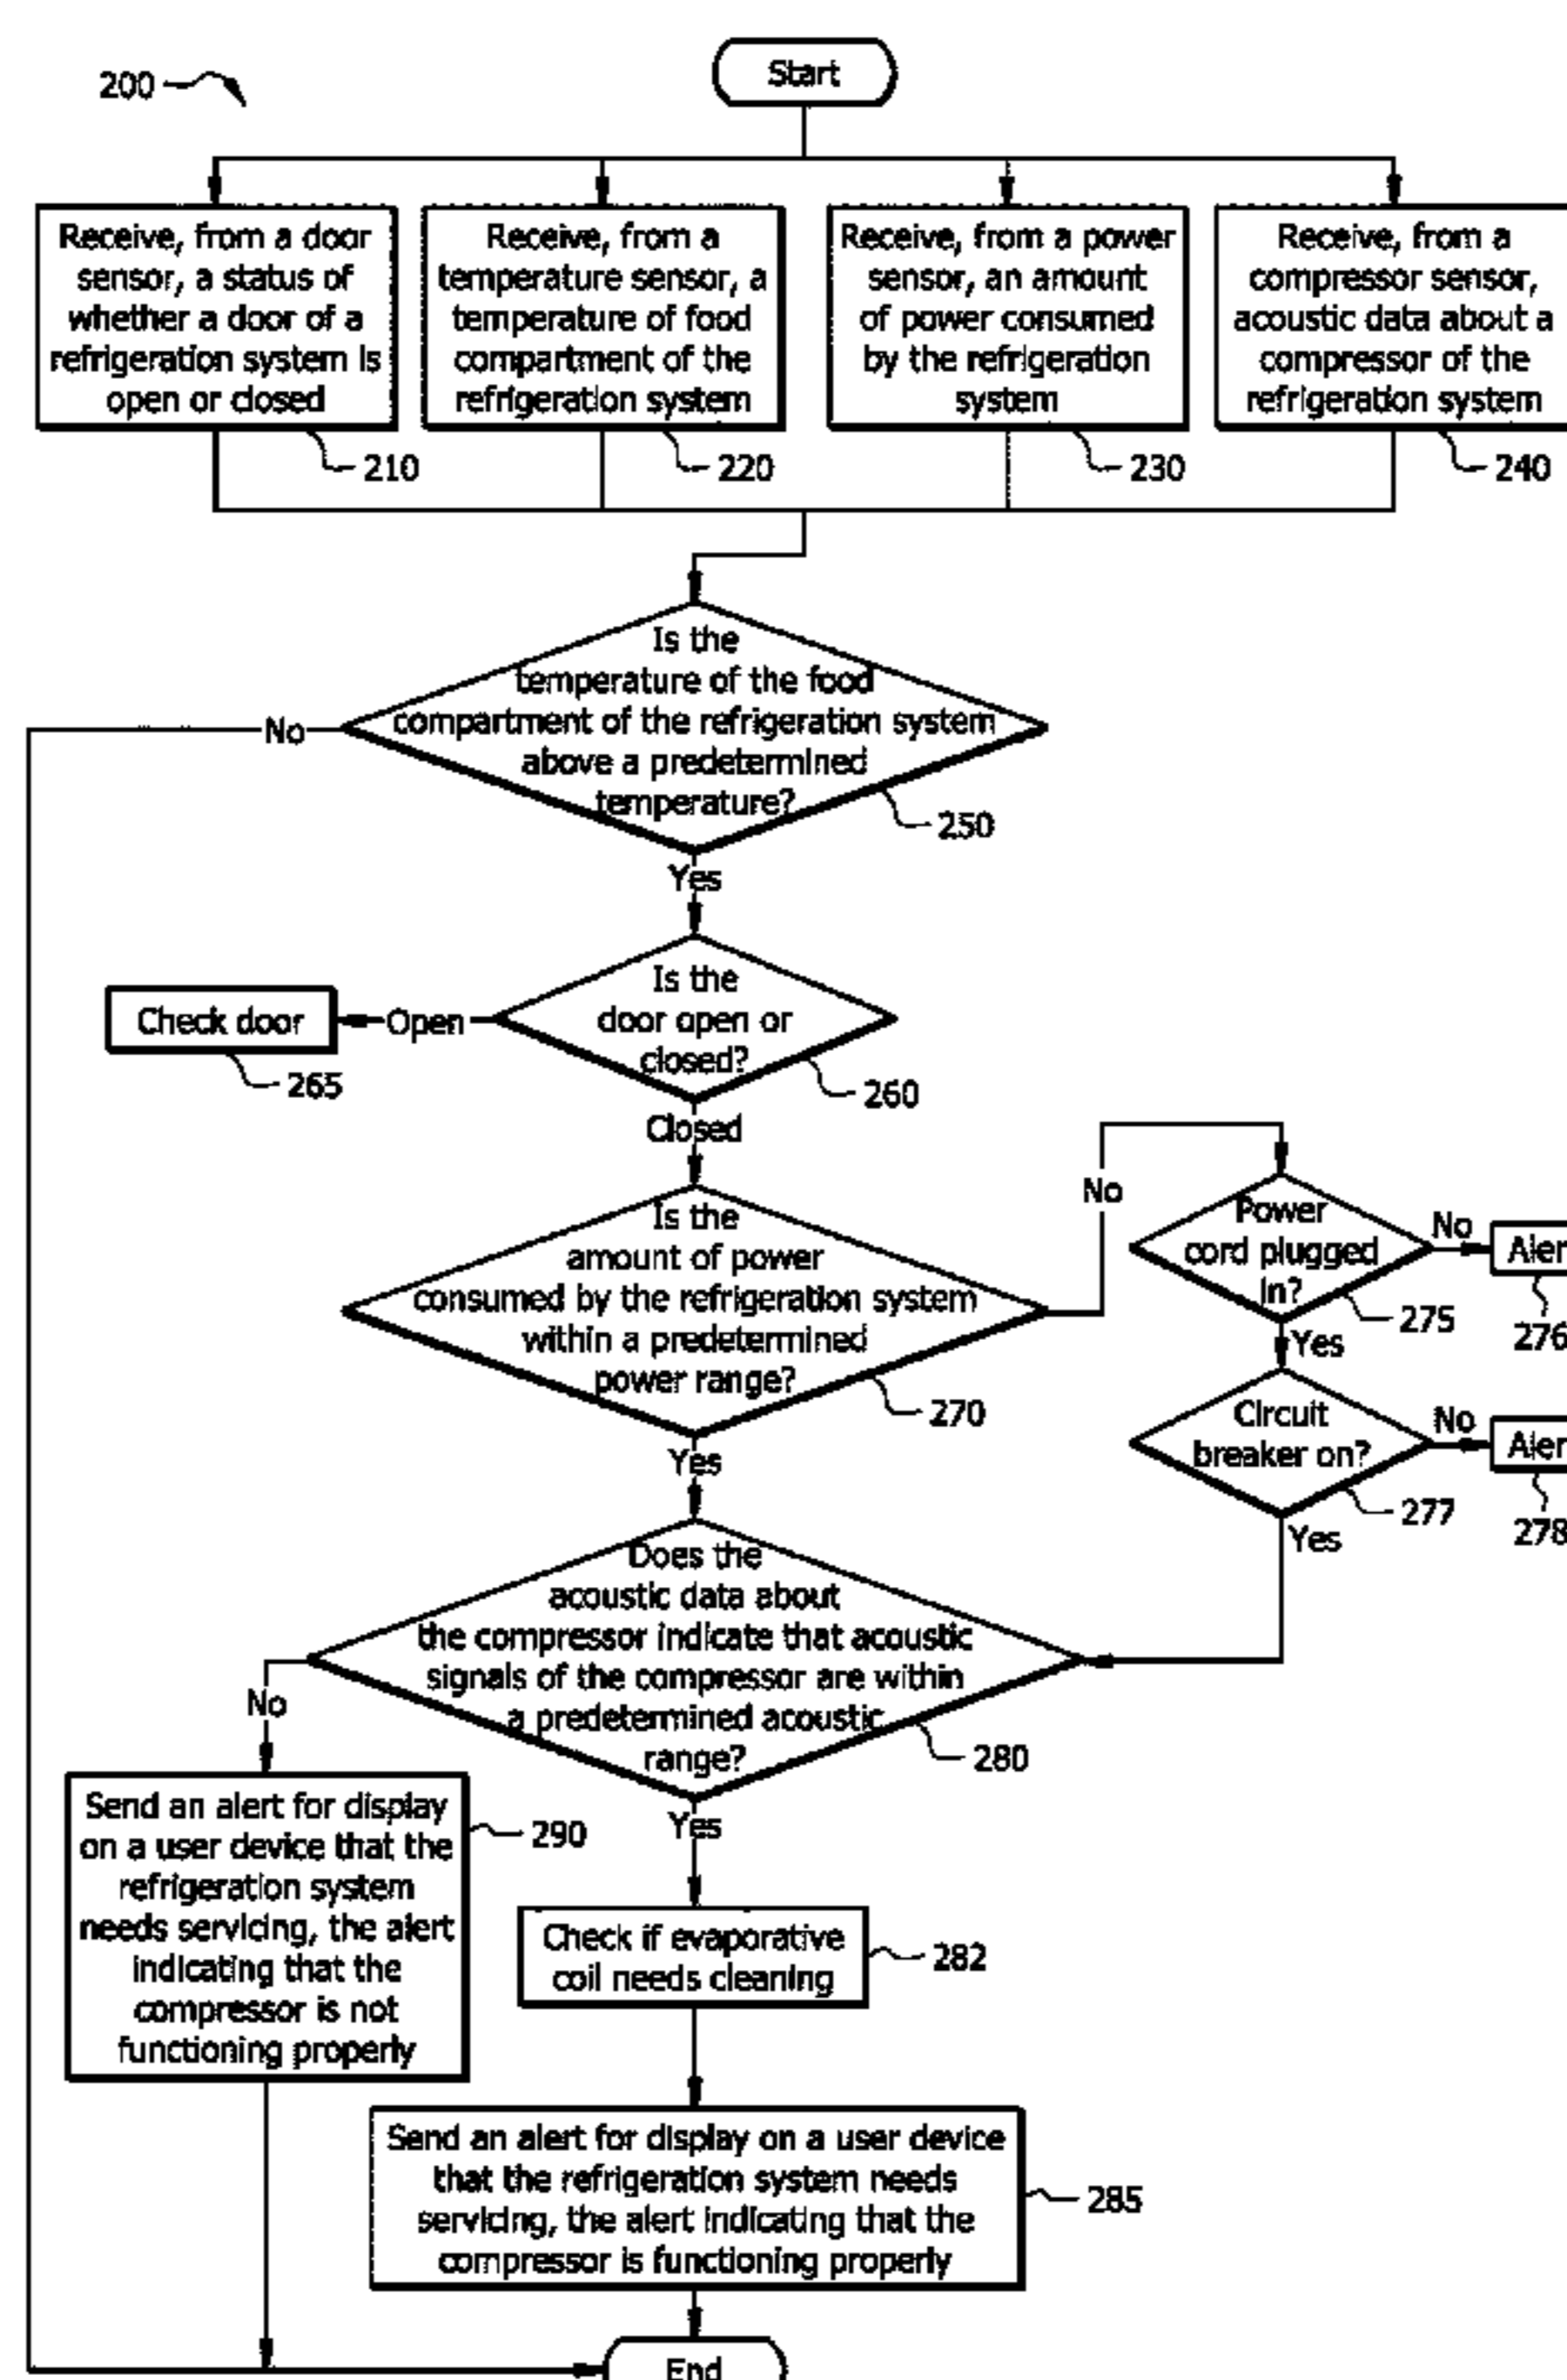 200
Start
Receive, from a door
sensor, a status of
whether a door of a
refrigeration system is
open or closed
210
Receive, from a
temperature sensor, a
temperature of food
compartment of the
refrigeration system
220
Receive, from a power
sensor, an amount
of power consumed
by the refrigeration
system
230
Receive, from a
compressor sensor,
acoustic data about a
compressor of the
refrigeration system
240
Is the
temperature of the food
compartment of the refrigeration system
above a predetermined
temperature?
250
No
Yes
Is the
door open or
closed?
260
Open
Check door
265
Closed
Is the
amount of power
consumed by the refrigeration system
within a predetermined
power range?
270
No
Power
cord plugged
in?
275
No
Aler
276
Yes
Circuit
breaker on?
277
No
Aler
278
Yes
Yes
Does the
acoustic data about
the compressor indicate that acoustic
signals of the compressor are within
a predetermined acoustic
range?
280
No
Send an alert for display
on a user device that the
refrigeration system
needs servicing, the alert
indicating that the
compressor is not
functioning properly
290
Yes
Check if evaporative
coil needs cleaning
282
Send an alert for display on a user device
that the refrigeration system needs
servicing, the alert indicating that the
compressor is functioning properly
285
End